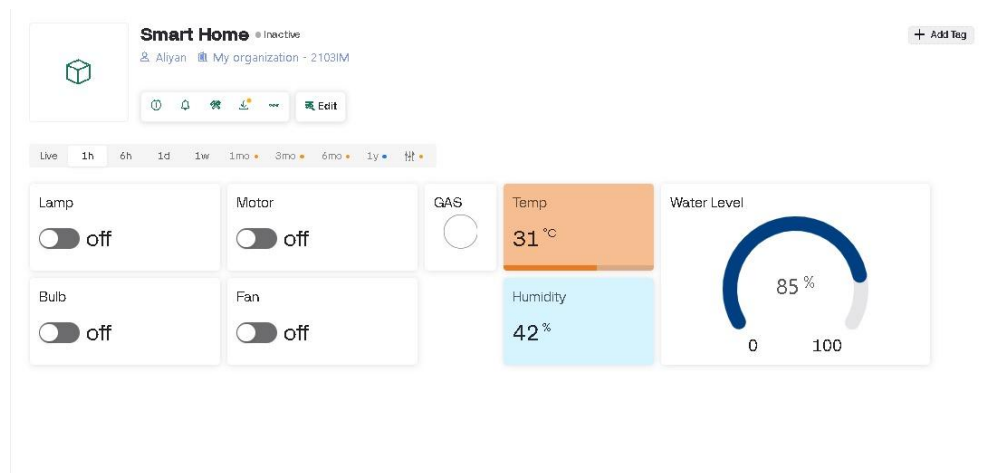 Smart Home Inactive
Aliyan My organization - 2103IM
+ Add Tag
Edit
Live 1h 6h 1d 1w 1mo 3mo 6mo 1y
Lamp
off
Motor
off
GAS
Temp
31 °C
Water Level
85 %
0 100
Bulb
off
Fan
off
Humidity
42 %